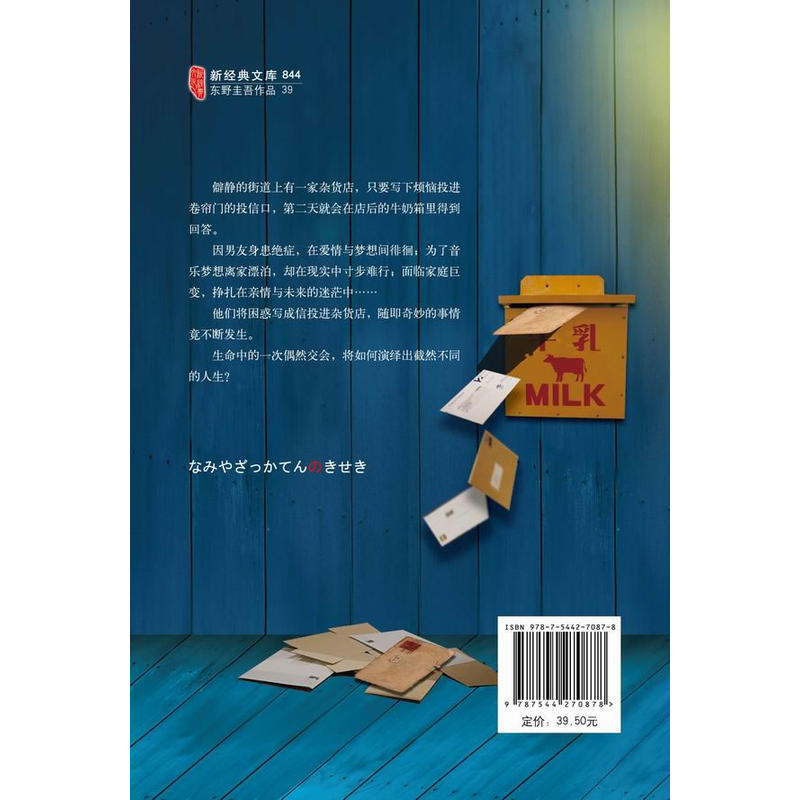 新经典文库 844
东野圭吾作品 39
僻静的街道上有一家杂货店，只要写下烦恼投进
卷帘门的投信口，第二天就会在店后的牛奶箱里得到
回答。
因男友身患绝症，在爱情与梦想间徘徊；为了音
乐梦想离家漂泊，却在现实中寸步难行；面临家庭巨
变，挣扎在亲情与未来的迷茫中……
他们将困惑写成信投进杂货店，随即奇妙的事情
竟不断发生。
生命中的一次偶然交会，将如何演绎出截然不同
的人生？
牛乳
MILK
なみやざっかてんのきせき
ISBN 978-7-5442-7087-8
9 787544 270878 >
定价：39.50元